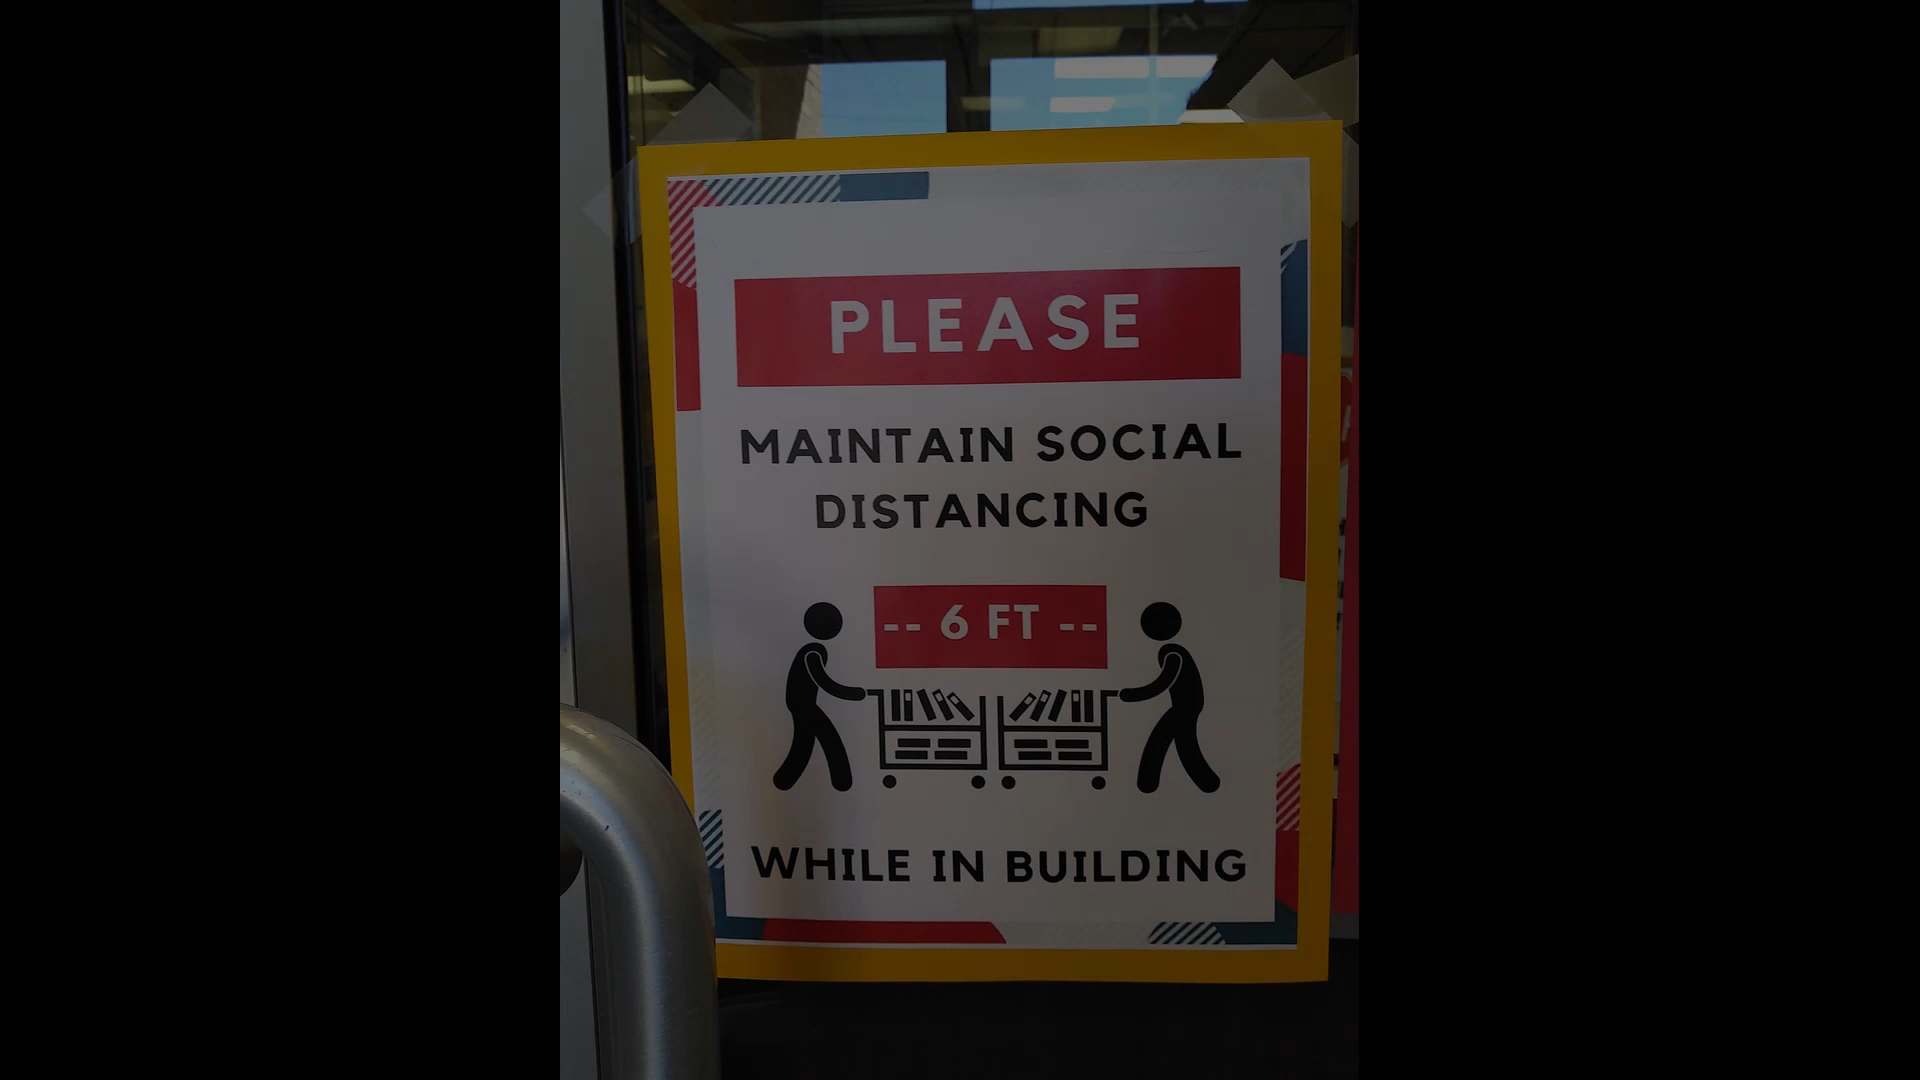 PLEASE
MAINTAIN SOCIAL
DISTANCING
-- 6 FT --
WHILE IN BUILDING